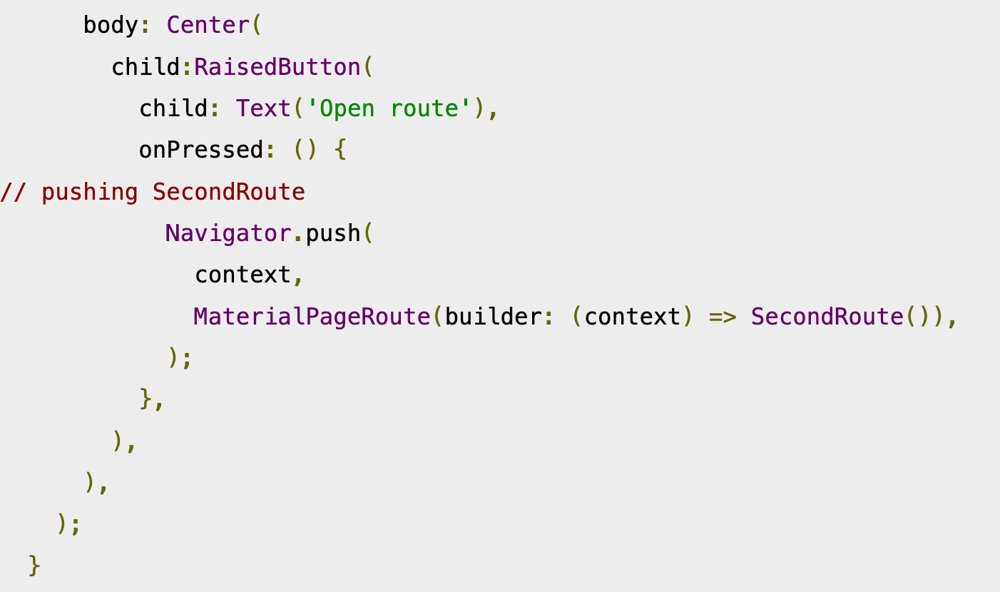 body: Center(
child:RaisedButton(
child: Text('Open route'),
onPressed: () {
// pushing SecondRoute
Navigator.push(
context,
MaterialPageRoute(builder: (context) => SecondRoute()),
);
},
),
),
);
}